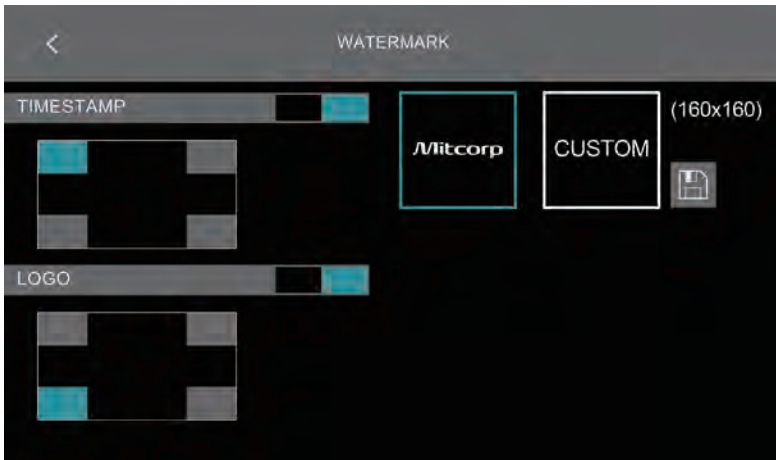 WATERMARK
TIMESTAMP
Mitcorp
CUSTOM
(160x160)
LOGO